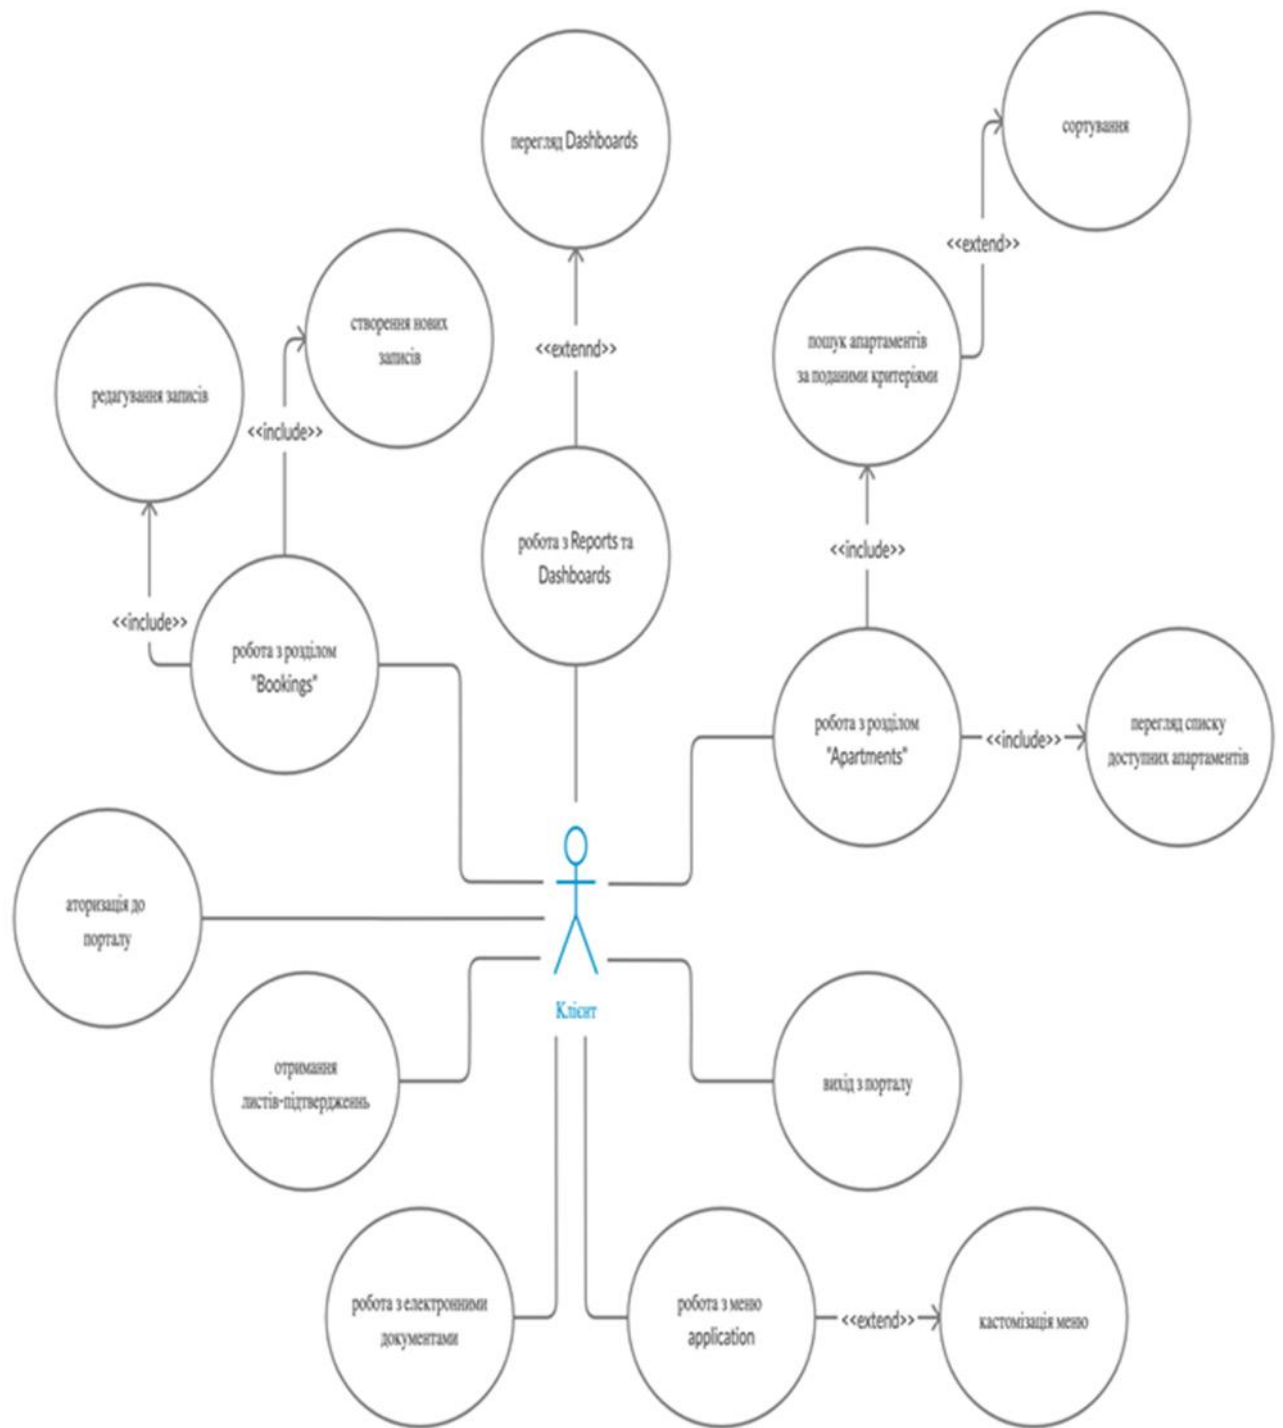 сортування
перегляд Dashboards
<<extend>>
створення нових
записів
<<extennd>>
пошук апартаментів
за поданими критеріями
редагування записів
<<include>>
робота з Reports та
Dashboards
<<include>>
<<include>>
робота з розділом
"Bookings"
робота з розділом
"Apartments"
<<include>>
перегляд списку
доступних апартаментів
аторизація до
порталу
Клієнт
отримання
листів-підтвердженнь
вихід з порталу
робота з електронними
документами
робота з меню
application
<<extend>>
кастомізація меню